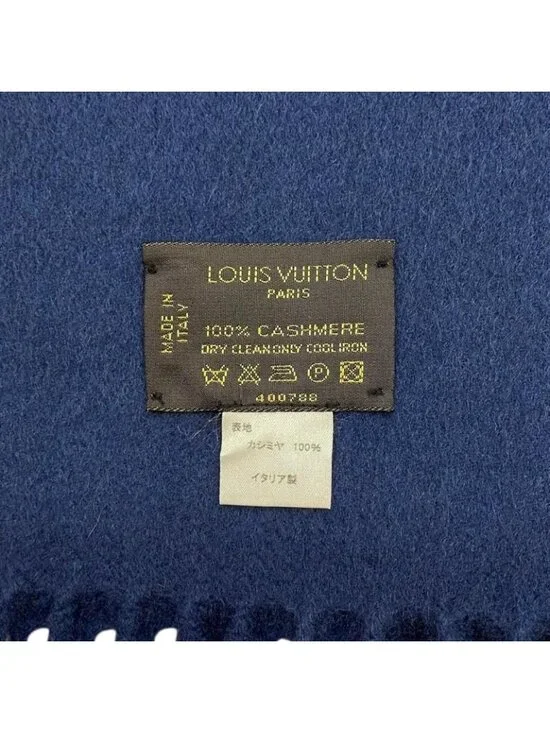 LOUIS VUITTON
PARIS
MADE IN
ITALY
100% CASHMERE
DRY CLEAN ONLY COOL IRON
P
400788
表地
カシミヤ 100%
イタリア製